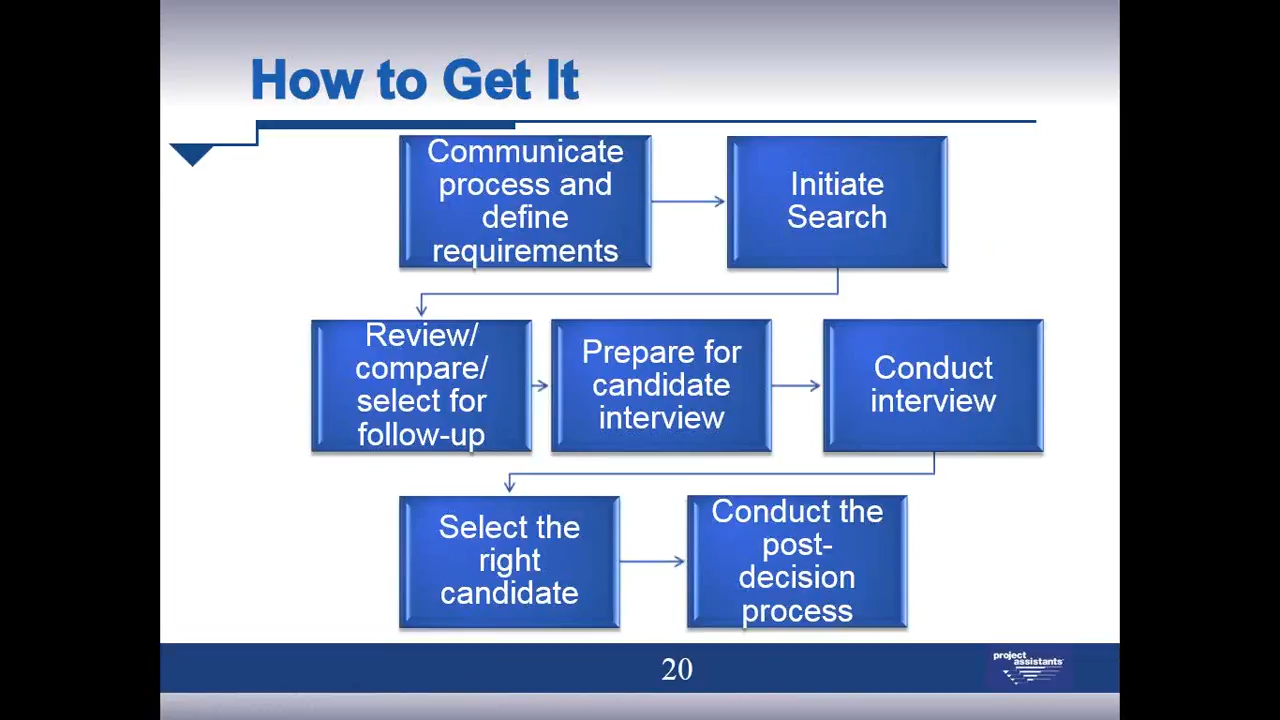 How to Get It
Communicate
process and
define
requirements
Initiate
Search
Review/
compare/
select for
follow-up
Prepare for
candidate
interview
Conduct
interview
Select the
right
candidate
Conduct the
post-
decision
process
20
project
assistants